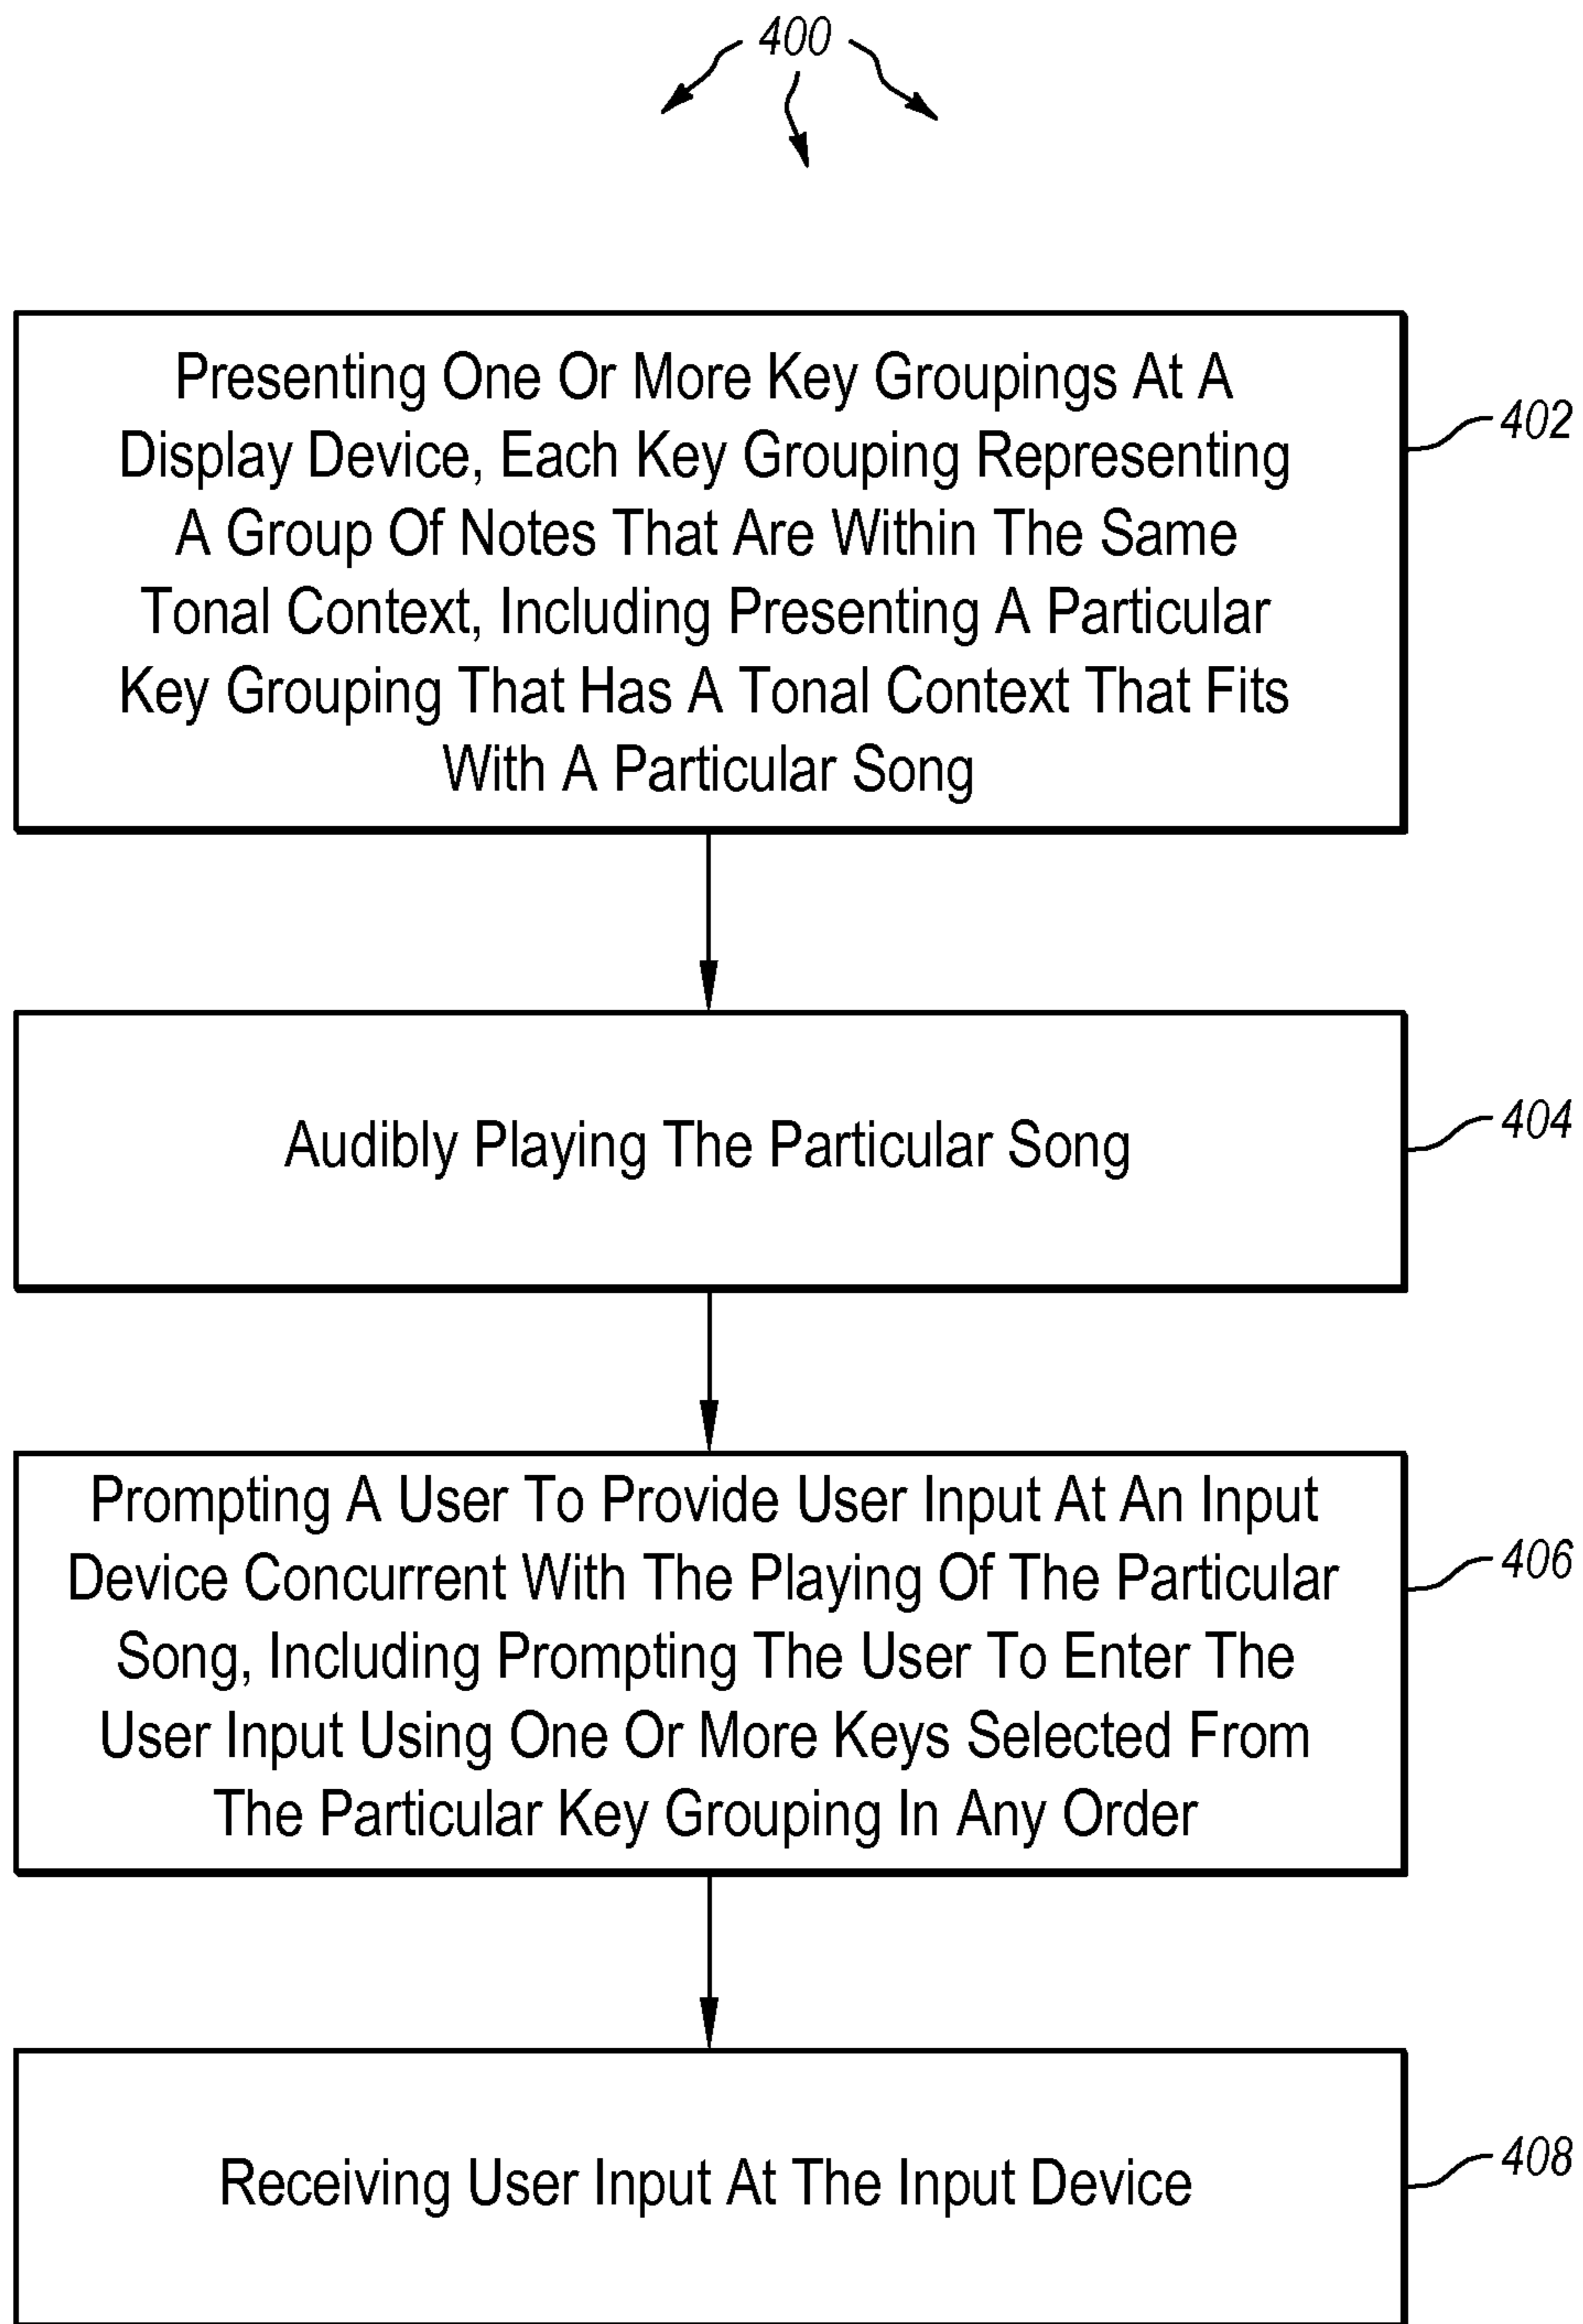 400
Presenting One Or More Key Groupings At A
Display Device, Each Key Grouping Representing
A Group Of Notes That Are Within The Same
Tonal Context, Including Presenting A Particular
Key Grouping That Has A Tonal Context That Fits
With A Particular Song
402
Audibly Playing The Particular Song
404
Prompting A User To Provide User Input At An Input
Device Concurrent With The Playing Of The Particular
Song, Including Prompting The User To Enter The
User Input Using One Or More Keys Selected From
The Particular Key Grouping In Any Order
406
Receiving User Input At The Input Device
408